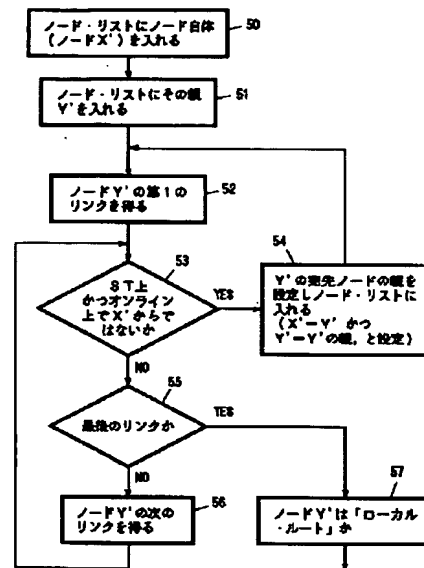 ノード・リストにノード自体
(ノードX')を入れる
50
ノード・リストにその親
Y'を入れる
51
ノードY'の第1の
リンクを得る
52
53
ST上
かつオンライン
上でX'からで
はないか
YES
NO
54
Y'の宛先ノードの親を
設定しノード・リストに
入れる
(X'=Y' かつ
Y'=Y'の親,と設定)
55
最後のリンクか
YES
NO
ノードY'の次の
リンクを得る
56
57
ノードY'は「ローカル
・ルート」か